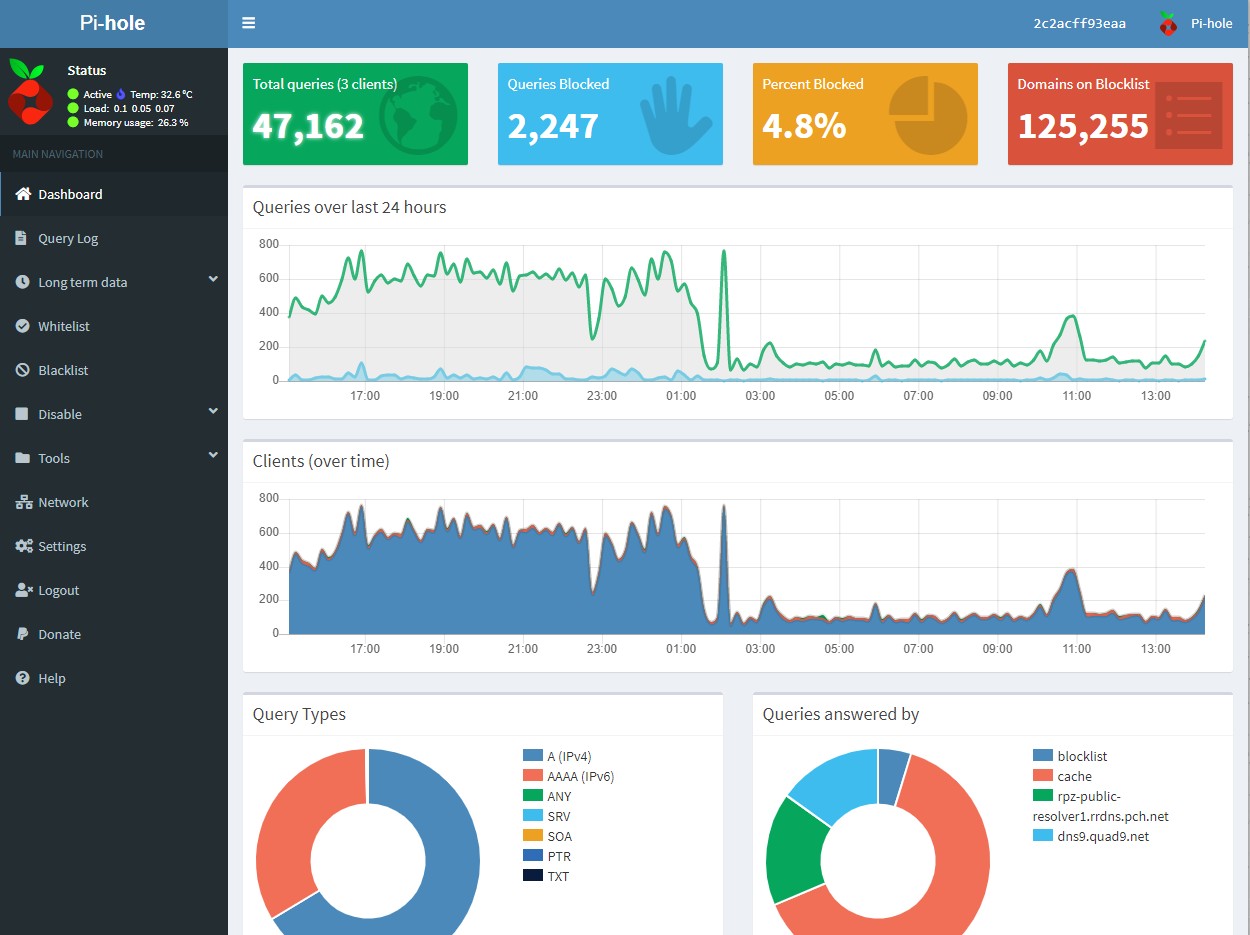 Pi-hole
2c2acff93eaa
Pi-hole
Status
Active Temp: 32.6 °C
Load: 0.1 0.05 0.07
Memory usage: 26.3 %
MAIN NAVIGATION
Dashboard
Query Log
Long term data
Whitelist
Blacklist
Disable
Tools
Network
Settings
Logout
Donate
Help
Total queries (3 clients)
47,162
Queries Blocked
2,247
Percent Blocked
4.8%
Domains on Blocklist
125,255
Queries over last 24 hours
800
600
400
200
0
17:00 19:00 21:00 23:00 01:00 03:00 05:00 07:00 09:00 11:00 13:00
Clients (over time)
800
600
400
200
0
17:00 19:00 21:00 23:00 01:00 03:00 05:00 07:00 09:00 11:00 13:00
Query Types
A (IPv4)
AAAA (IPv6)
ANY
SRV
SOA
PTR
TXT
Queries answered by
blocklist
cache
rpz-public-
resolver1.rrdns.pch.net
dns9.quad9.net